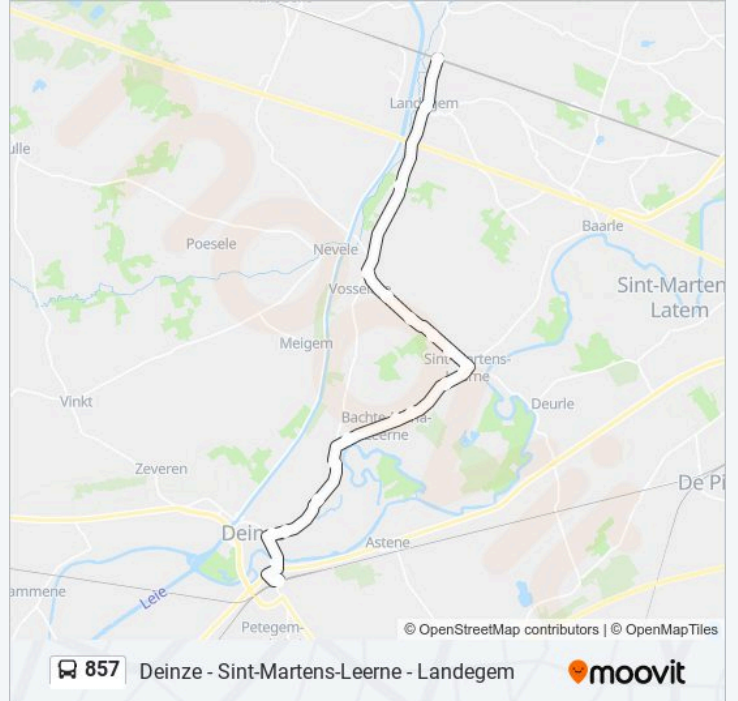 Landegem
ulle
Baarle
Poesele
Nevele
Sint-Marten
Latem
Meigem
Vinkt
Deurle
Zeveren
De Pi
Astene
ammene
Leie
Petegem-
© OpenStreetMap contributors | © OpenMapTiles
857 Deinze - Sint-Martens-Leerne - Landegem
moovit